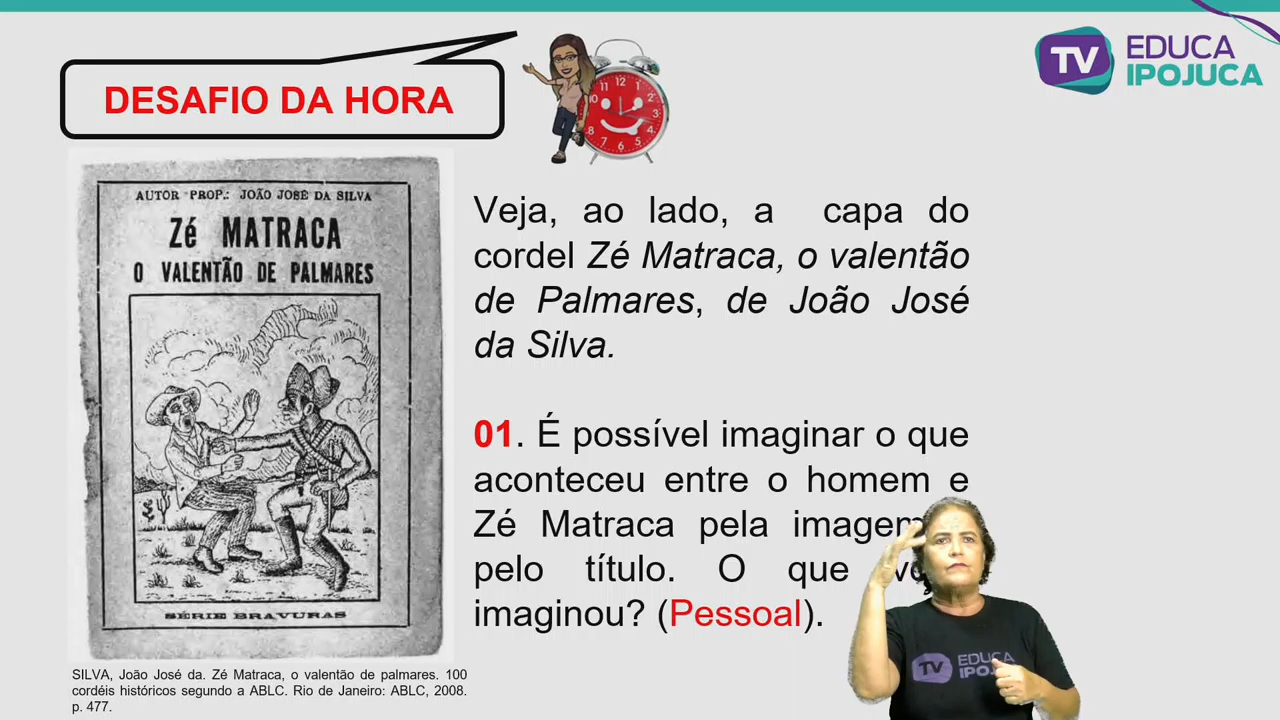 DESAFIO DA HORA
TV EDUCA
IPOJUCA
AUTOR PROP.: JOÃO JOSÉ DA SILVA
Zé MATRACA
O VALENTÃO DE PALMARES
SÉRIE BRAVURAS
SILVA, João José da. Zé Matraca, o valentão de palmares. 100
cordéis históricos segundo a ABLC. Rio de Janeiro: ABLC, 2008.
p. 477.
Veja, ao lado, a capa do
cordel Zé Matraca, o valentão
de Palmares, de João José
da Silva.
01. É possível imaginar o que
aconteceu entre o homem e
Zé Matraca pela imagem
pelo título. O que
imaginou? (Pessoal).
TV EDUCA
IPOJUCA